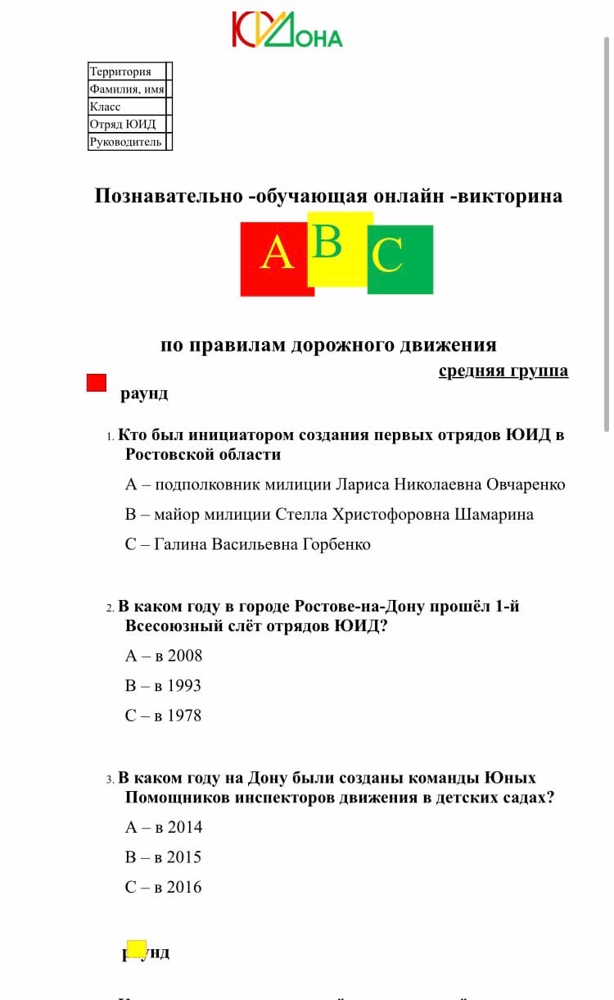 ЮИДОНА
Территория
Фамилия, имя
Класс
Отряд ЮИД
Руководитель
Познавательно -обучающая онлайн -викторина
A B C
по правилам дорожного движения
средняя группа
раунд
1. Кто был инициатором создания первых отрядов ЮИД в
Ростовской области
А – подполковник милиции Лариса Николаевна Овчаренко
В – майор милиции Стелла Христофоровна Шамарина
С – Галина Васильевна Горбенко
2. В каком году в городе Ростове-на-Дону прошёл 1-й
Всесоюзный слёт отрядов ЮИД?
А – в 2008
В – в 1993
С – в 1978
3. В каком году на Дону были созданы команды Юных
Помощников инспекторов движения в детских садах?
А – в 2014
В – в 2015
С – в 2016
раунд